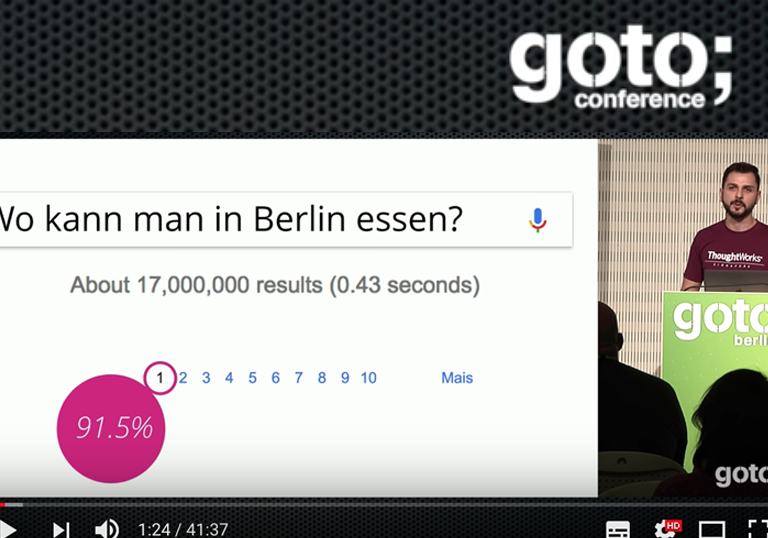 goto;
conference
Wo kann man in Berlin essen?
About 17,000,000 results (0.43 seconds)
1 2 3 4 5 6 7 8 9 10 Mais
91.5%
ThoughtWorks
SINGAPORE
goto
berlin
goto
1:24 / 41:37
HD